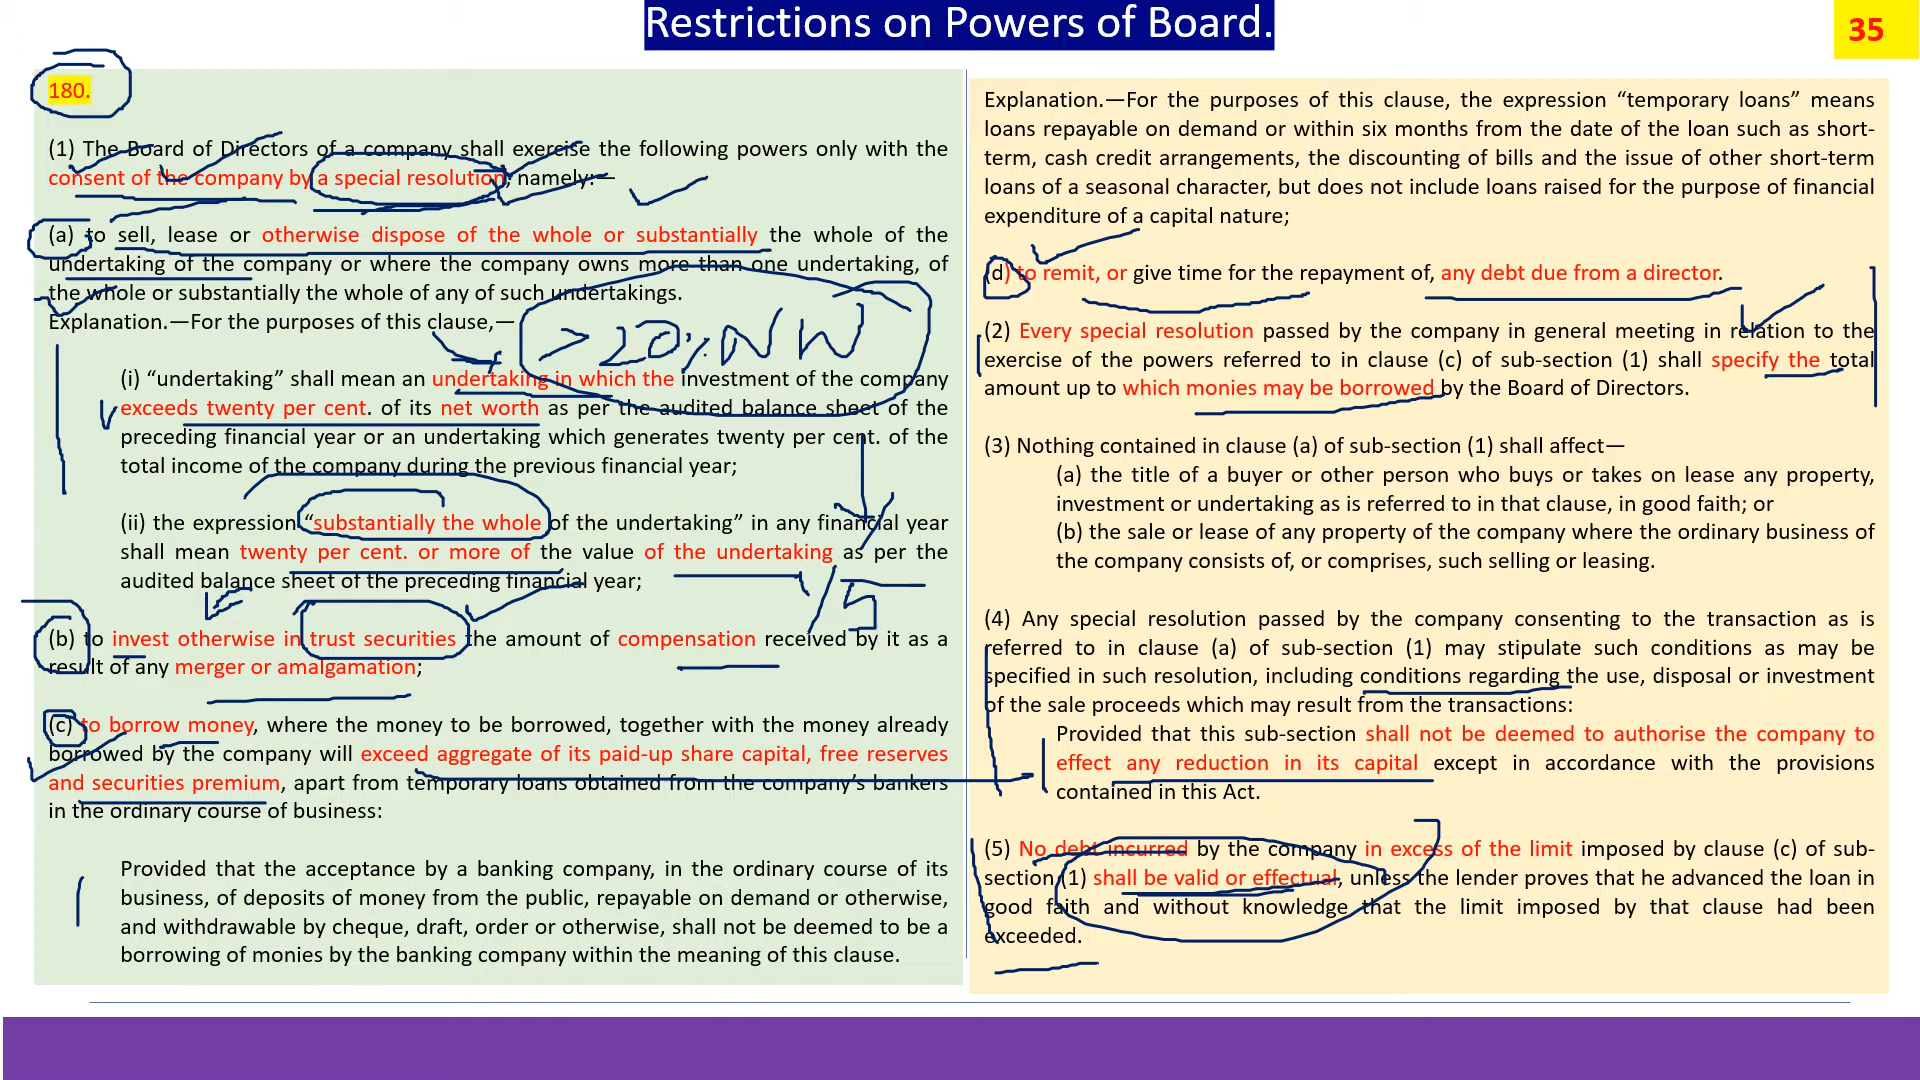 Restrictions on Powers of Board.
35
180.
(1) The Board of Directors of a company shall exercise the following powers only with the
consent of the company by a special resolution, namely:—
(a) to sell, lease or otherwise dispose of the whole or substantially the whole of the
undertaking of the company or where the company owns more than one undertaking, of
the whole or substantially the whole of any of such undertakings.
Explanation.—For the purposes of this clause,—
>20% NW
(i) “undertaking” shall mean an undertaking in which the investment of the company
exceeds twenty per cent. of its net worth as per the audited balance sheet of the
preceding financial year or an undertaking which generates twenty per cent. of the
total income of the company during the previous financial year;
(ii) the expression “substantially the whole of the undertaking” in any financial year
shall mean twenty per cent. or more of the value of the undertaking as per the
audited balance sheet of the preceding financial year;
(b) to invest otherwise in trust securities the amount of compensation received by it as a
result of any merger or amalgamation;
(c) to borrow money, where the money to be borrowed, together with the money already
borrowed by the company will exceed aggregate of its paid-up share capital, free reserves
and securities premium, apart from temporary loans obtained from the company’s bankers
in the ordinary course of business:
Provided that the acceptance by a banking company, in the ordinary course of its
business, of deposits of money from the public, repayable on demand or otherwise,
and withdrawable by cheque, draft, order or otherwise, shall not be deemed to be a
borrowing of monies by the banking company within the meaning of this clause.
Explanation.—For the purposes of this clause, the expression “temporary loans” means
loans repayable on demand or within six months from the date of the loan such as short-
term, cash credit arrangements, the discounting of bills and the issue of other short-term
loans of a seasonal character, but does not include loans raised for the purpose of financial
expenditure of a capital nature;
(d) to remit, or give time for the repayment of, any debt due from a director.
(2) Every special resolution passed by the company in general meeting in relation to the
exercise of the powers referred to in clause (c) of sub-section (1) shall specify the total
amount up to which monies may be borrowed by the Board of Directors.
(3) Nothing contained in clause (a) of sub-section (1) shall affect—
(a) the title of a buyer or other person who buys or takes on lease any property,
investment or undertaking as is referred to in that clause, in good faith; or
(b) the sale or lease of any property of the company where the ordinary business of
the company consists of, or comprises, such selling or leasing.
(4) Any special resolution passed by the company consenting to the transaction as is
referred to in clause (a) of sub-section (1) may stipulate such conditions as may be
specified in such resolution, including conditions regarding the use, disposal or investment
of the sale proceeds which may result from the transactions:
Provided that this sub-section shall not be deemed to authorise the company to
effect any reduction in its capital except in accordance with the provisions
contained in this Act.
(5) No debt incurred by the company in excess of the limit imposed by clause (c) of sub-
section (1) shall be valid or effectual, unless the lender proves that he advanced the loan in
good faith and without knowledge that the limit imposed by that clause had been
exceeded.